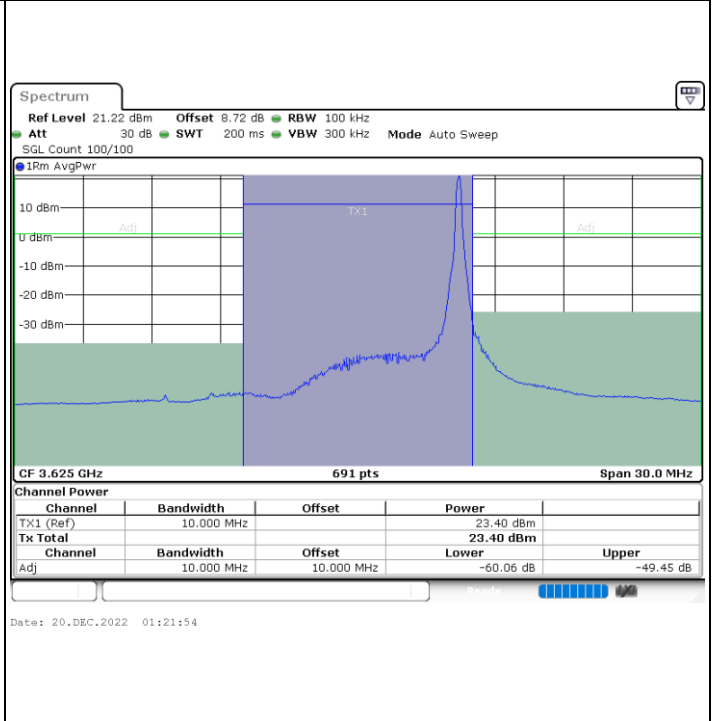 Spectrum
Ref Level 21.22 dBm Offset 8.72 dB RBW 100 kHz
Att 30 dB SWT 200 ms VBW 300 kHz Mode Auto Sweep
SGL Count 100/100
1Rm AvgPwr
10 dBm
TX1
Adj
Adj
0 dBm
-10 dBm
-20 dBm
-30 dBm
CF 3.625 GHz 691 pts Span 30.0 MHz
Channel Power
Channel Bandwidth Offset Power
TX1 (Ref) 10.000 MHz 23.40 dBm
Tx Total 23.40 dBm
Channel Bandwidth Offset Lower Upper
Adj 10.000 MHz 10.000 MHz -60.06 dB -49.45 dB
Ready
Date: 20.DEC.2022 01:21:54